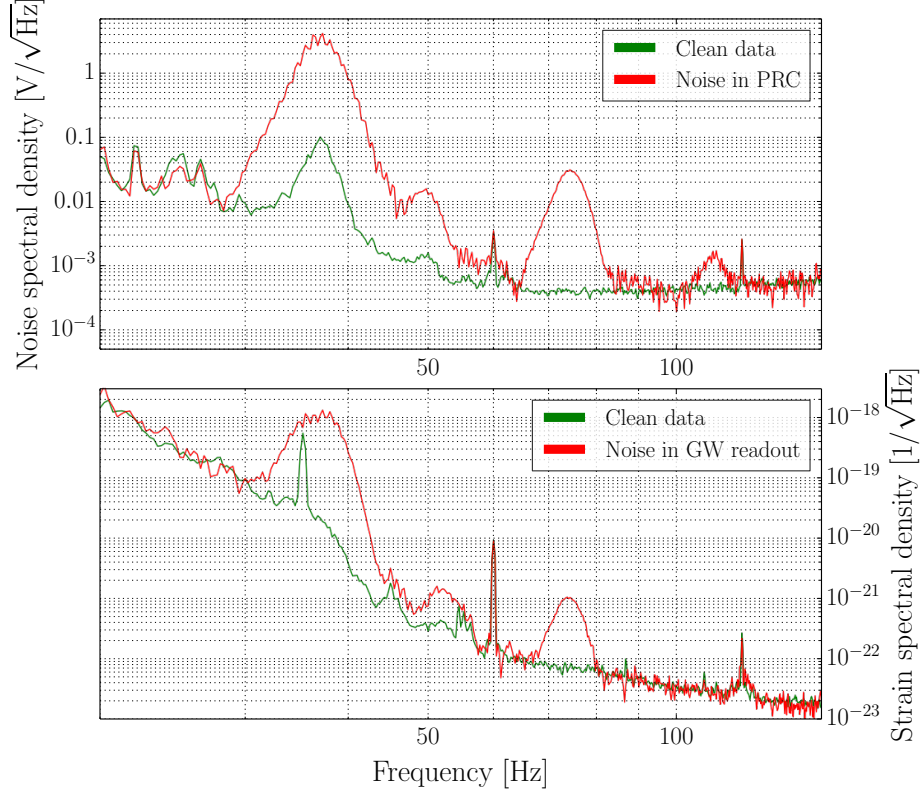 Noise spectral density [V/√Hz]
1
0.1
0.01
10⁻³
10⁻⁴
Clean data
Noise in PRC
50
100
Clean data
Noise in GW readout
10⁻¹⁸
10⁻¹⁹
10⁻²⁰
10⁻²¹
10⁻²²
10⁻²³
Strain spectral density [1/√Hz]
50
100
Frequency [Hz]